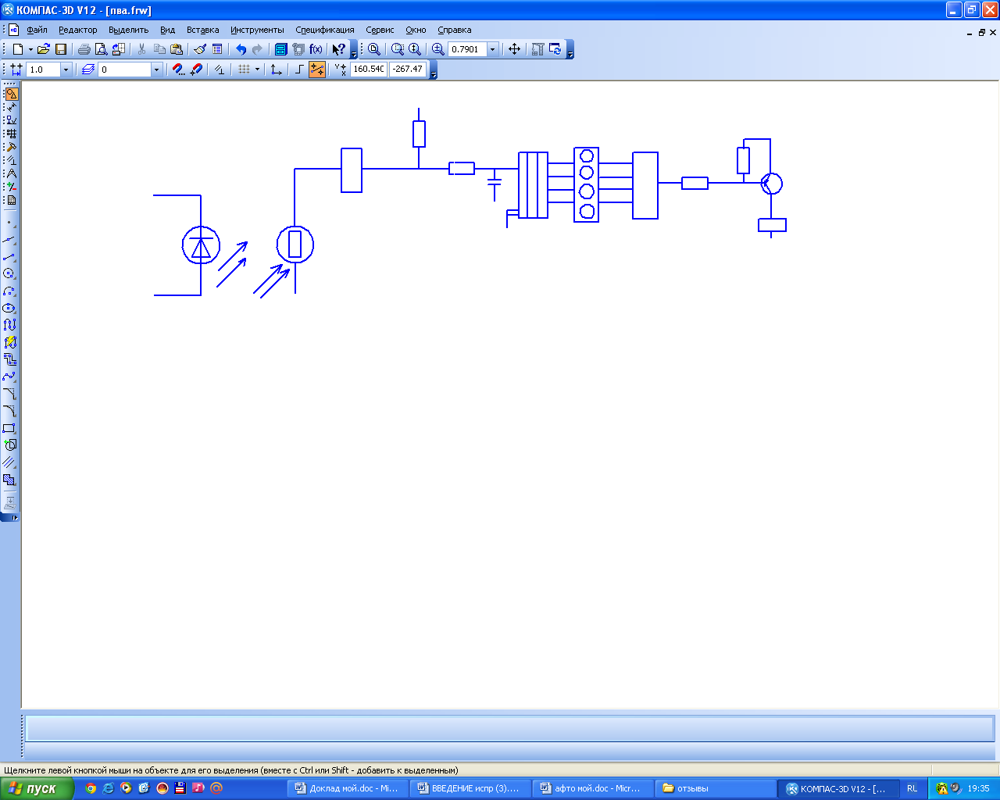 КОМПАС-3D V12 - [пва.frw]
Файл Редактор Выделить Вид Вставка Инструменты Спецификация Сервис Окно Справка
f(x) 0.7901
1.0 0 160.540 -267.47
Щелкните левой кнопкой мыши на объекте для его выделения (вместе с Ctrl или Shift - добавить к выделенным)
пуск Доклад мой.doc - Mi... ВВЕДЕНИЕ испр (3).... афто мой.doc - Micr... отзывы КОМПАС-3D V12 - [... RL 19:35